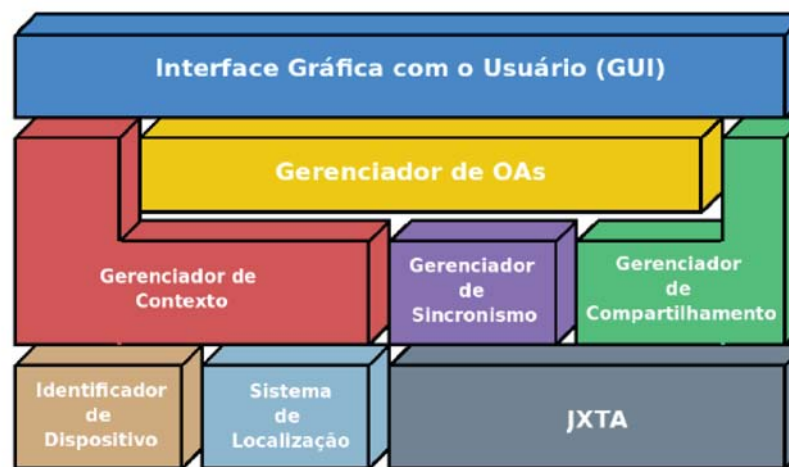 Interface Gráfica com o Usuário (GUI)
Gerenciador de OAs
Gerenciador de
Contexto
Gerenciador
de
Sincronismo
Gerenciador
de
Compartilhamento
Identificador
de
Dispositivo
Sistema
de
Localização
JXTA